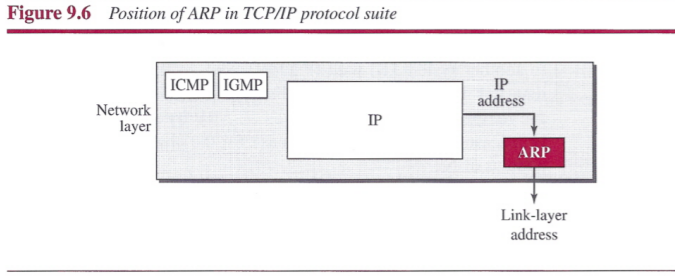 Figure 9.6 Position of ARP in TCP/IP protocol suite
ICMP IGMP
IP
address
Network
layer
IP
ARP
Link-layer
address